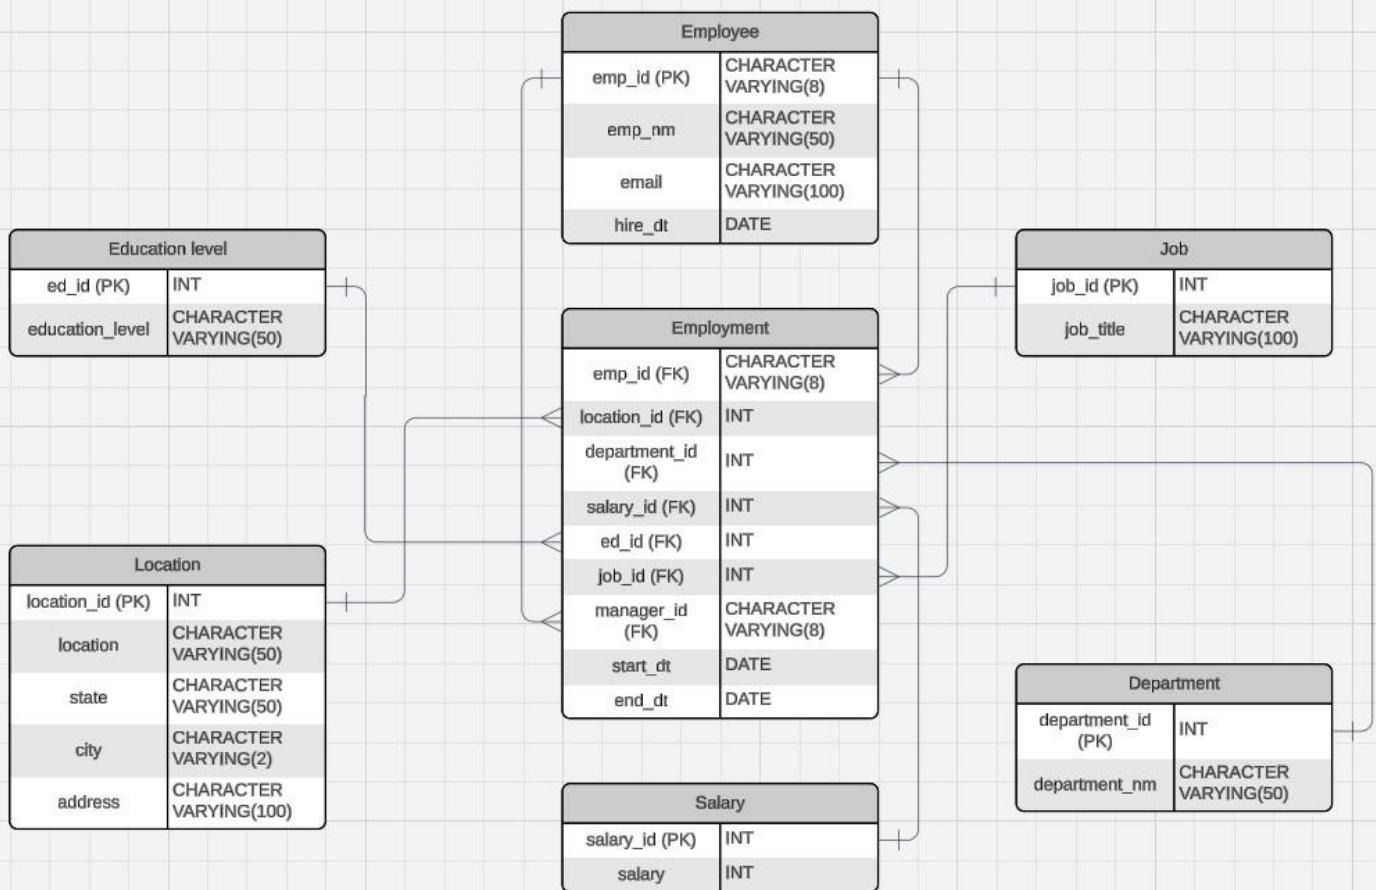 Employee
emp_id (PK)
CHARACTER
VARYING(8)
emp_nm
CHARACTER
VARYING(50)
email
CHARACTER
VARYING(100)
hire_dt
DATE
Education level
ed_id (PK)
INT
education_level
CHARACTER
VARYING(50)
Job
job_id (PK)
INT
job_title
CHARACTER
VARYING(100)
Employment
emp_id (FK)
CHARACTER
VARYING(8)
location_id (FK)
INT
department_id
(FK)
INT
salary_id (FK)
INT
ed_id (FK)
INT
job_id (FK)
INT
manager_id
(FK)
CHARACTER
VARYING(8)
start_dt
DATE
end_dt
DATE
Location
location_id (PK)
INT
location
CHARACTER
VARYING(50)
state
CHARACTER
VARYING(50)
city
CHARACTER
VARYING(2)
address
CHARACTER
VARYING(100)
Department
department_id
(PK)
INT
department_nm
CHARACTER
VARYING(50)
Salary
salary_id (PK)
INT
salary
INT